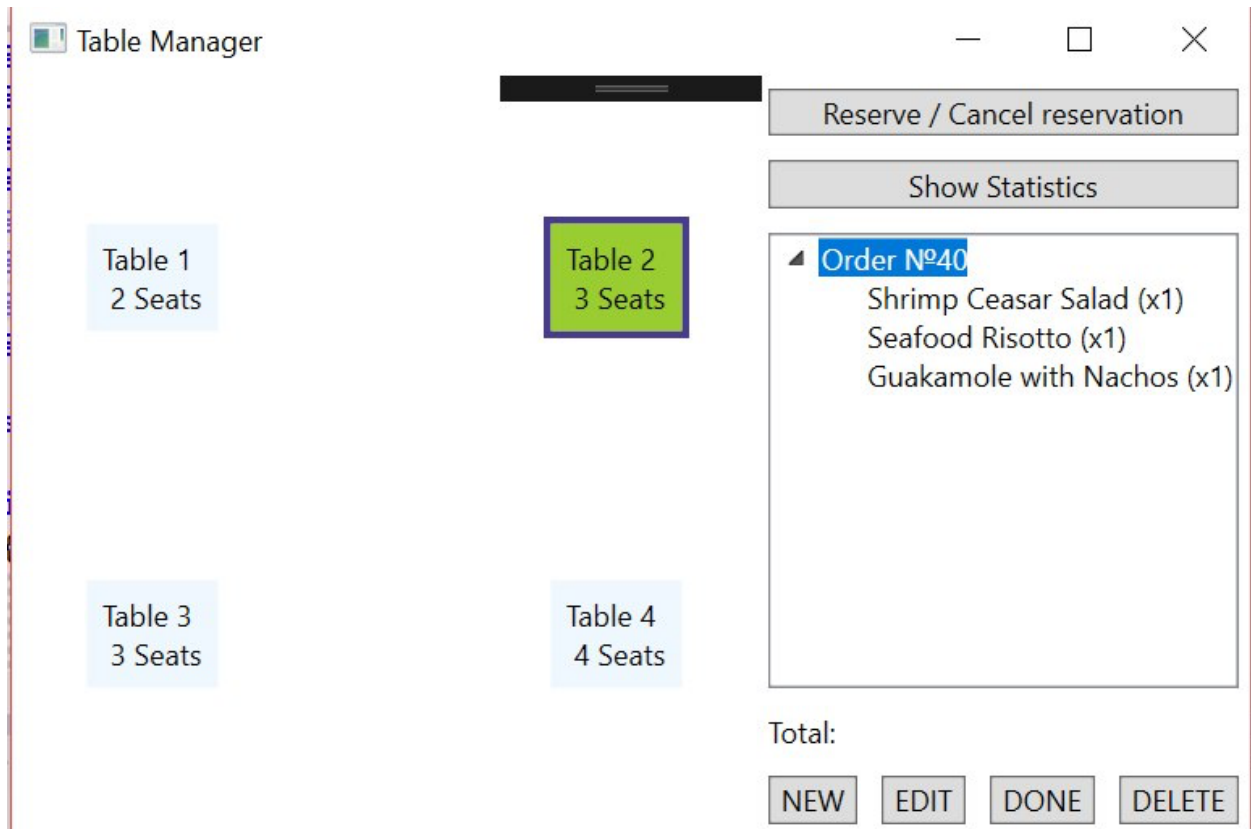 Table Manager
Reserve / Cancel reservation
Show Statistics
Table 1
2 Seats
Table 2
3 Seats
Order №40
Shrimp Ceasar Salad (x1)
Seafood Risotto (x1)
Guakamole with Nachos (x1)
Table 3
3 Seats
Table 4
4 Seats
Total:
NEW EDIT DONE DELETE